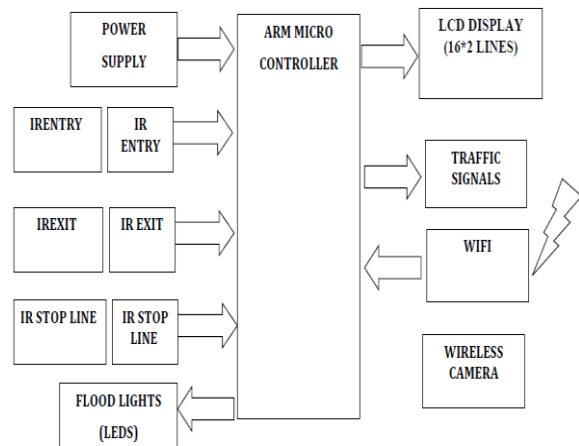 POWER
SUPPLY
ARM MICRO
CONTROLLER
LCD DISPLAY
(16*2 LINES)
IRENTRY
IR
ENTRY
TRAFFIC
SIGNALS
IREXIT
IR EXIT
WIFI
IR STOP LINE
IR STOP
LINE
WIRELESS
CAMERA
FLOOD LIGHTS
(LEDS)